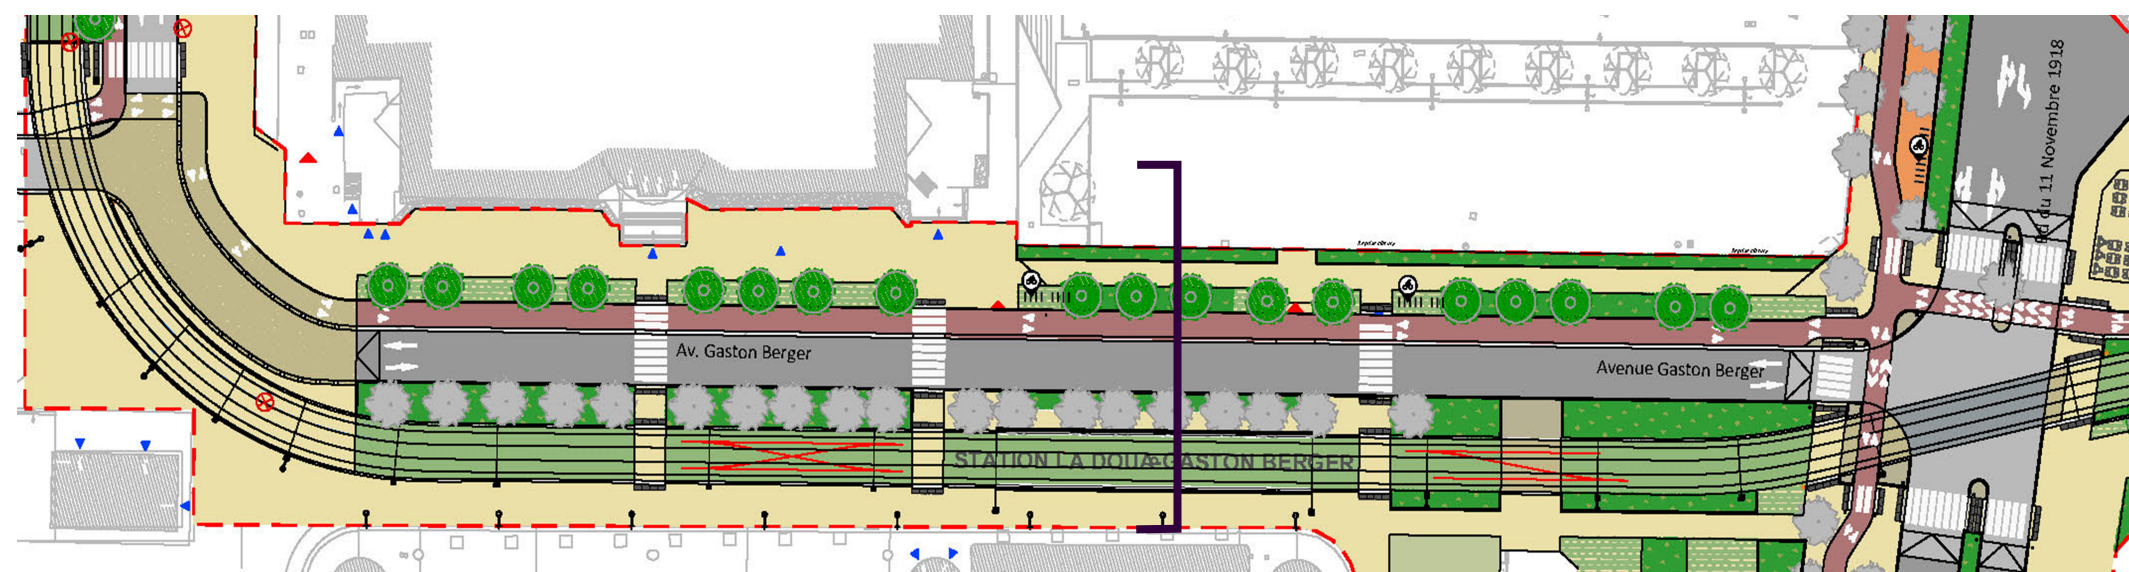 Bd du 11 Novembre 1918
Av. Gaston Berger
Avenue Gaston Berger
STATION LA DOUA-GASTON BERGER